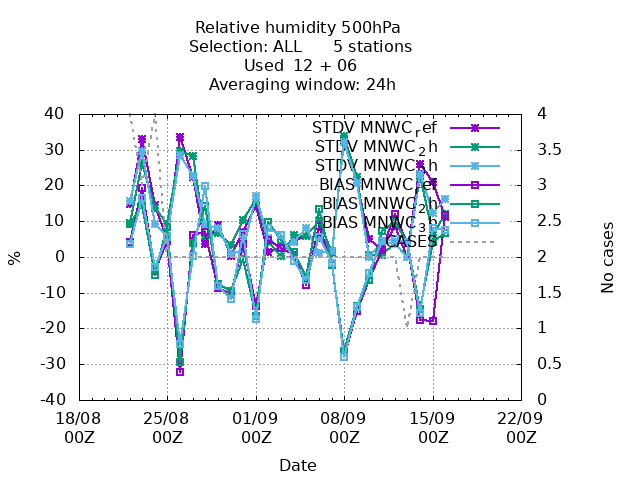 Relative humidity 500hPa
Selection: ALL 5 stations
Used 12 + 06
Averaging window: 24h
40 30 20 10 0 -10 -20 -30 -40
%
4 3.5 3 2.5 2 1.5 1 0.5 0
No cases
STDV MNWC_ref
STDV MNWC_2h
STDV MNWC_3h
BIAS MNWC_ref
BIAS MNWC_2h
BIAS MNWC_3h
CASES
18/08 25/08 01/09 08/09 15/09 22/09
00Z 00Z 00Z 00Z 00Z 00Z
Date